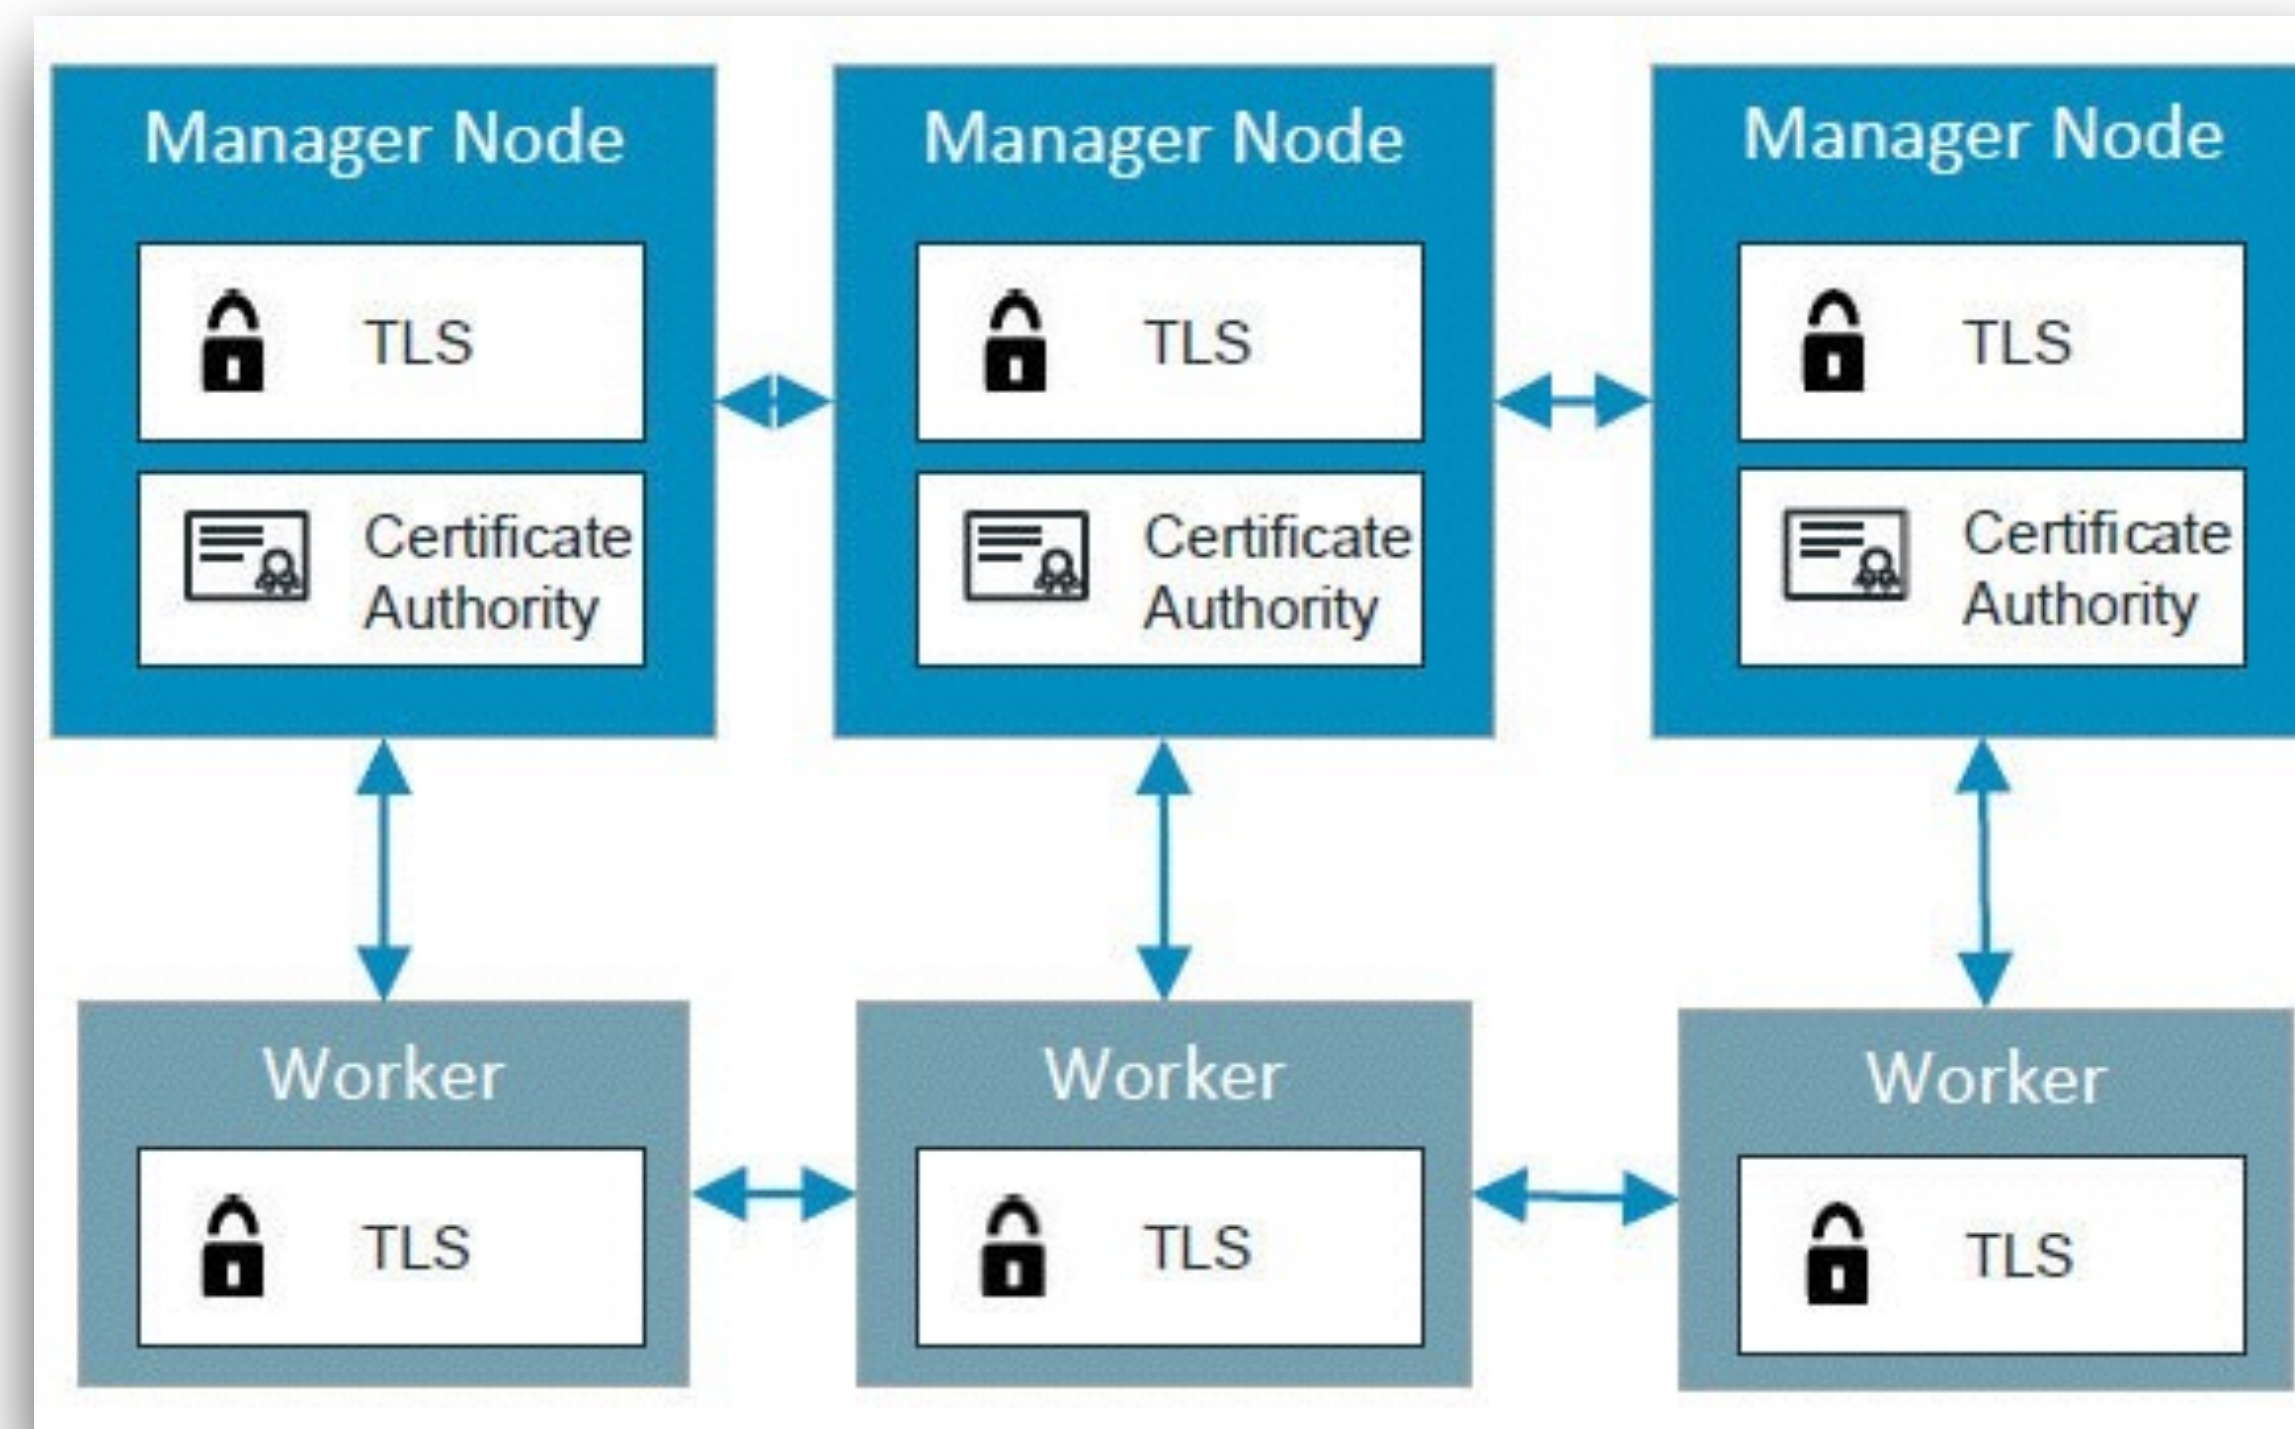 Manager Node
TLS
Certificate
Authority
Manager Node
TLS
Certificate
Authority
Manager Node
TLS
Certificate
Authority
Worker
TLS
Worker
TLS
Worker
TLS